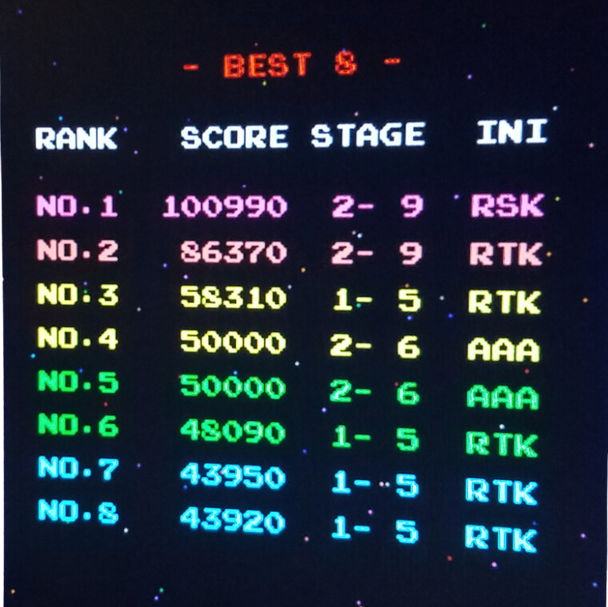 - BEST 8 -
RANK SCORE STAGE INI
NO.1 100990 2- 9 RSK
NO.2 86370 2- 9 RTK
NO.3 58310 1- 5 RTK
NO.4 50000 2- 6 AAA
NO.5 50000 2- 6 AAA
NO.6 48090 1- 5 RTK
NO.7 43950 1- 5 RTK
NO.8 43920 1- 5 RTK